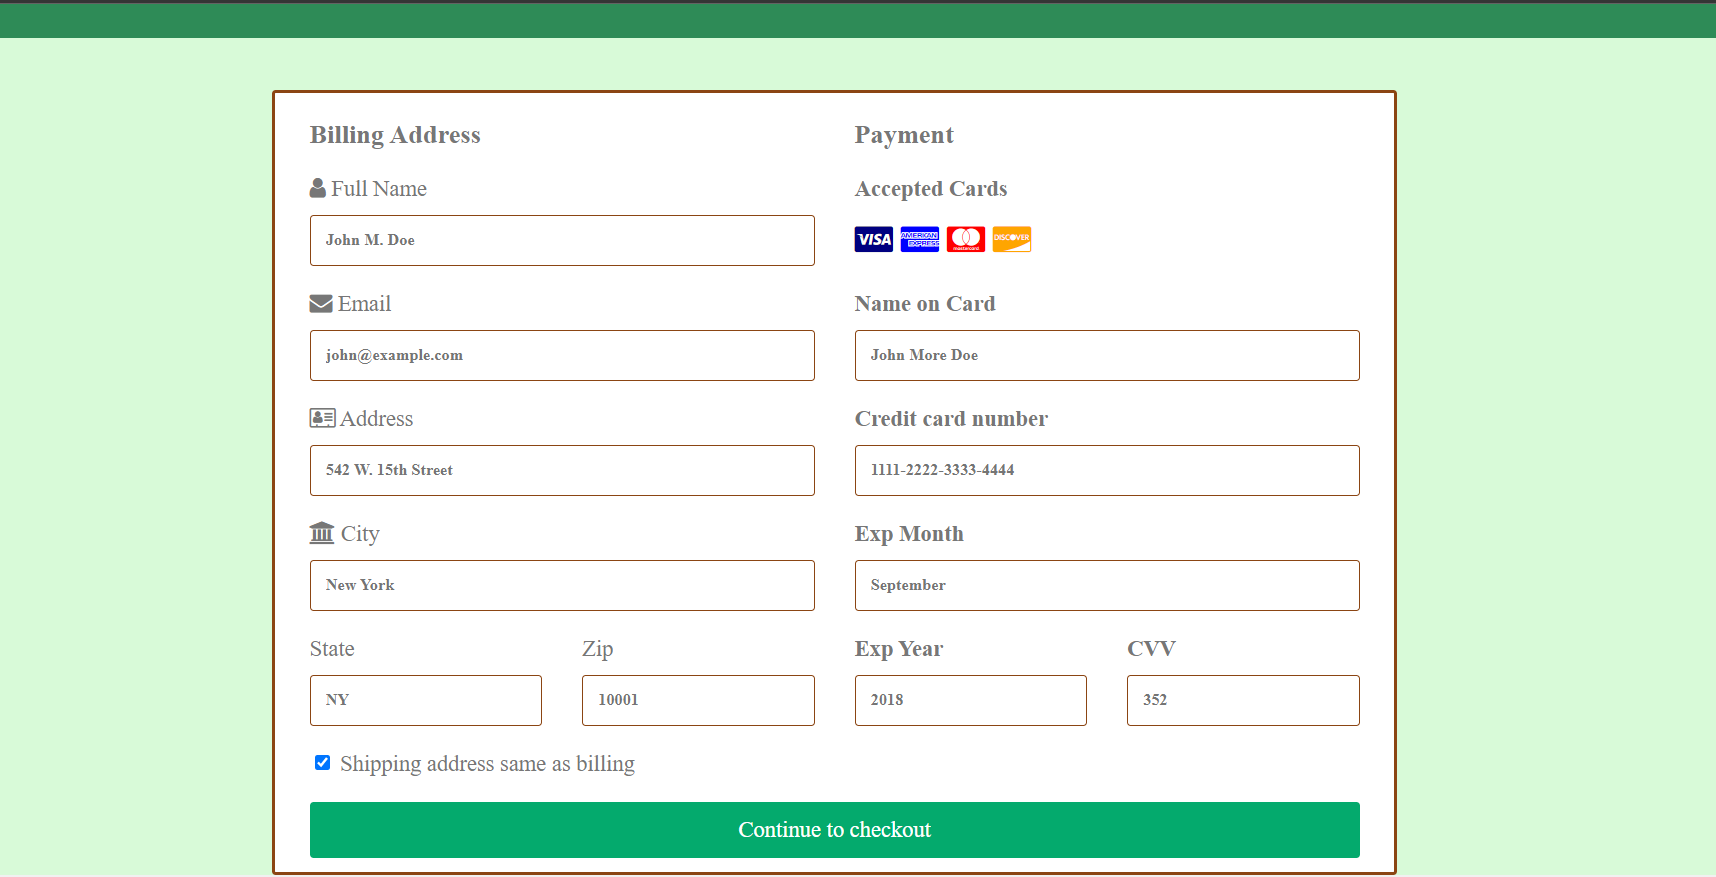 Billing Address
Full Name
John M. Doe
Email
john@example.com
Address
542 W. 15th Street
City
New York
State Zip
NY 10001
Shipping address same as billing
Payment
Accepted Cards
VISA AMERICAN EXPRESS mastercard DISCOVER
Name on Card
John More Doe
Credit card number
1111-2222-3333-4444
Exp Month
September
Exp Year CVV
2018 352
Continue to checkout